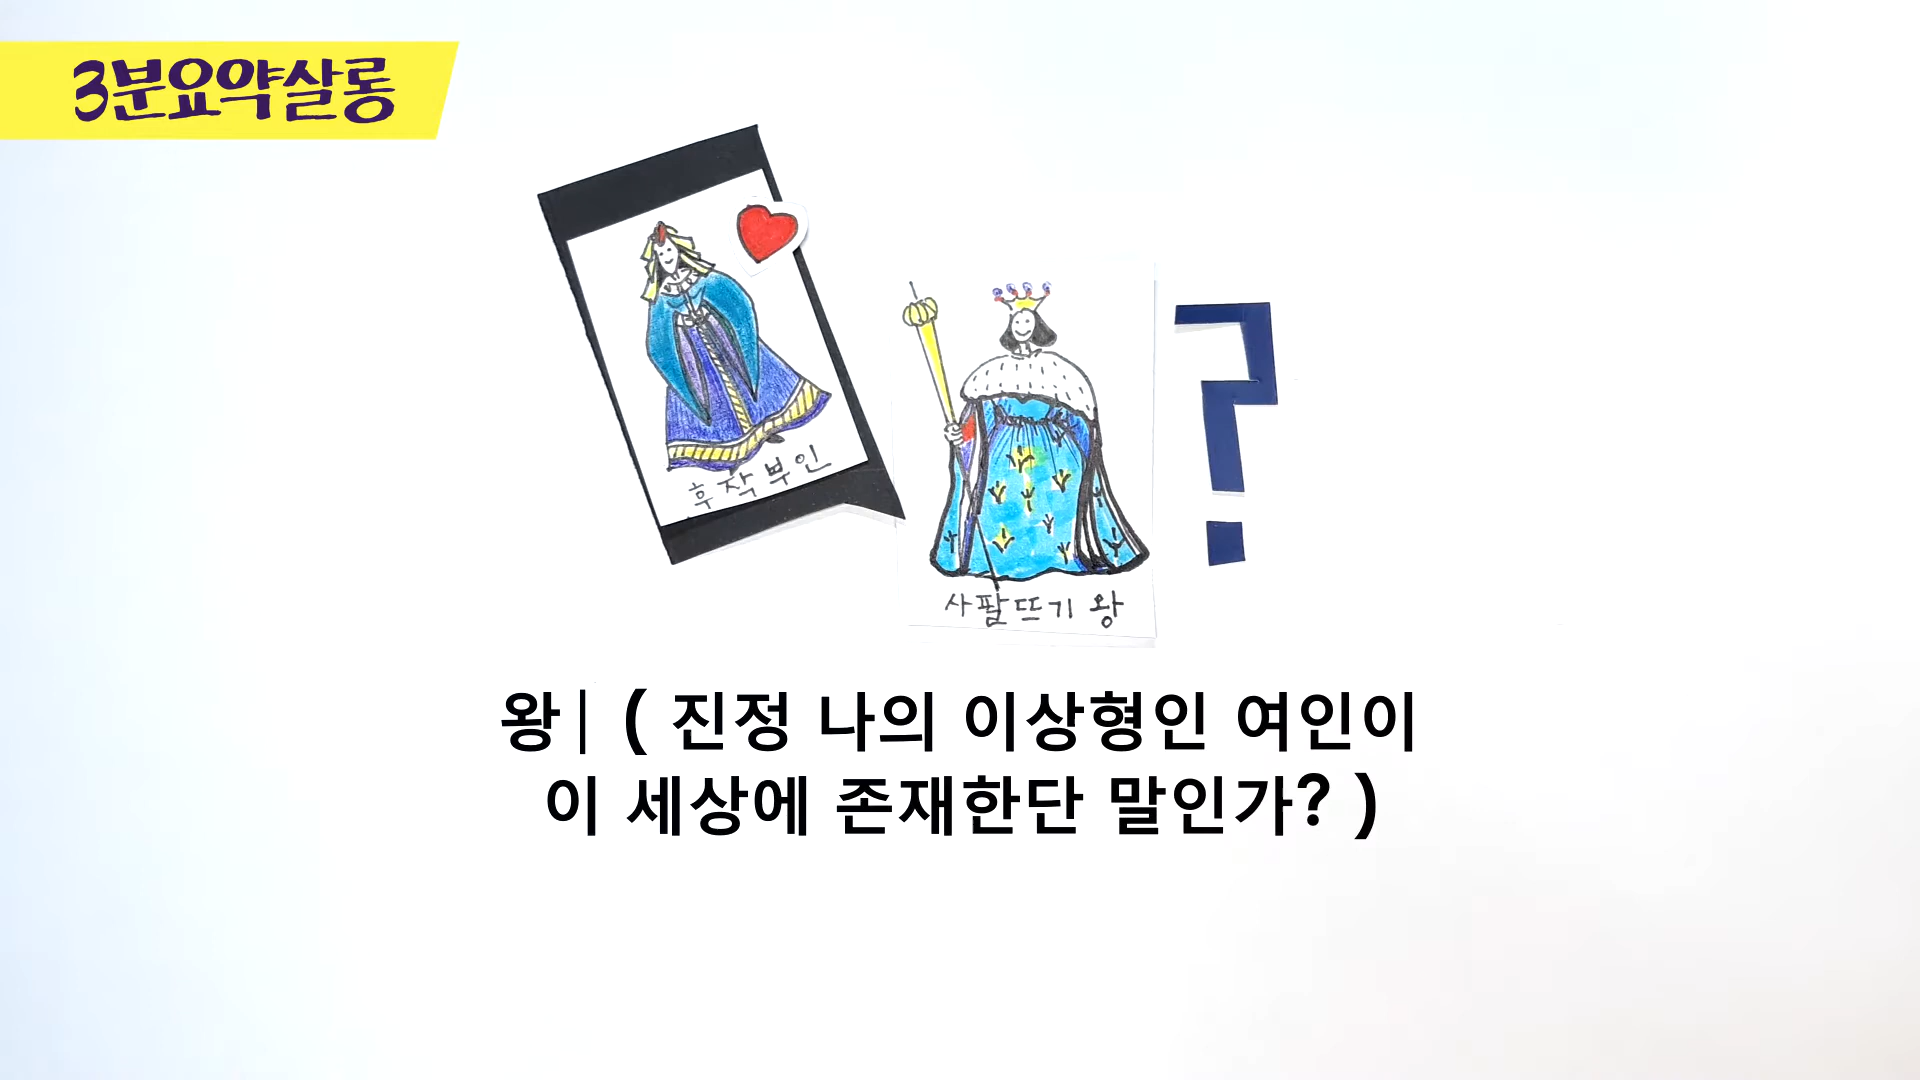 3분요약살롱
후작부인
사팔뜨기 왕
왕| ( 진정 나의 이상형인 여인이
이 세상에 존재한단 말인가? )